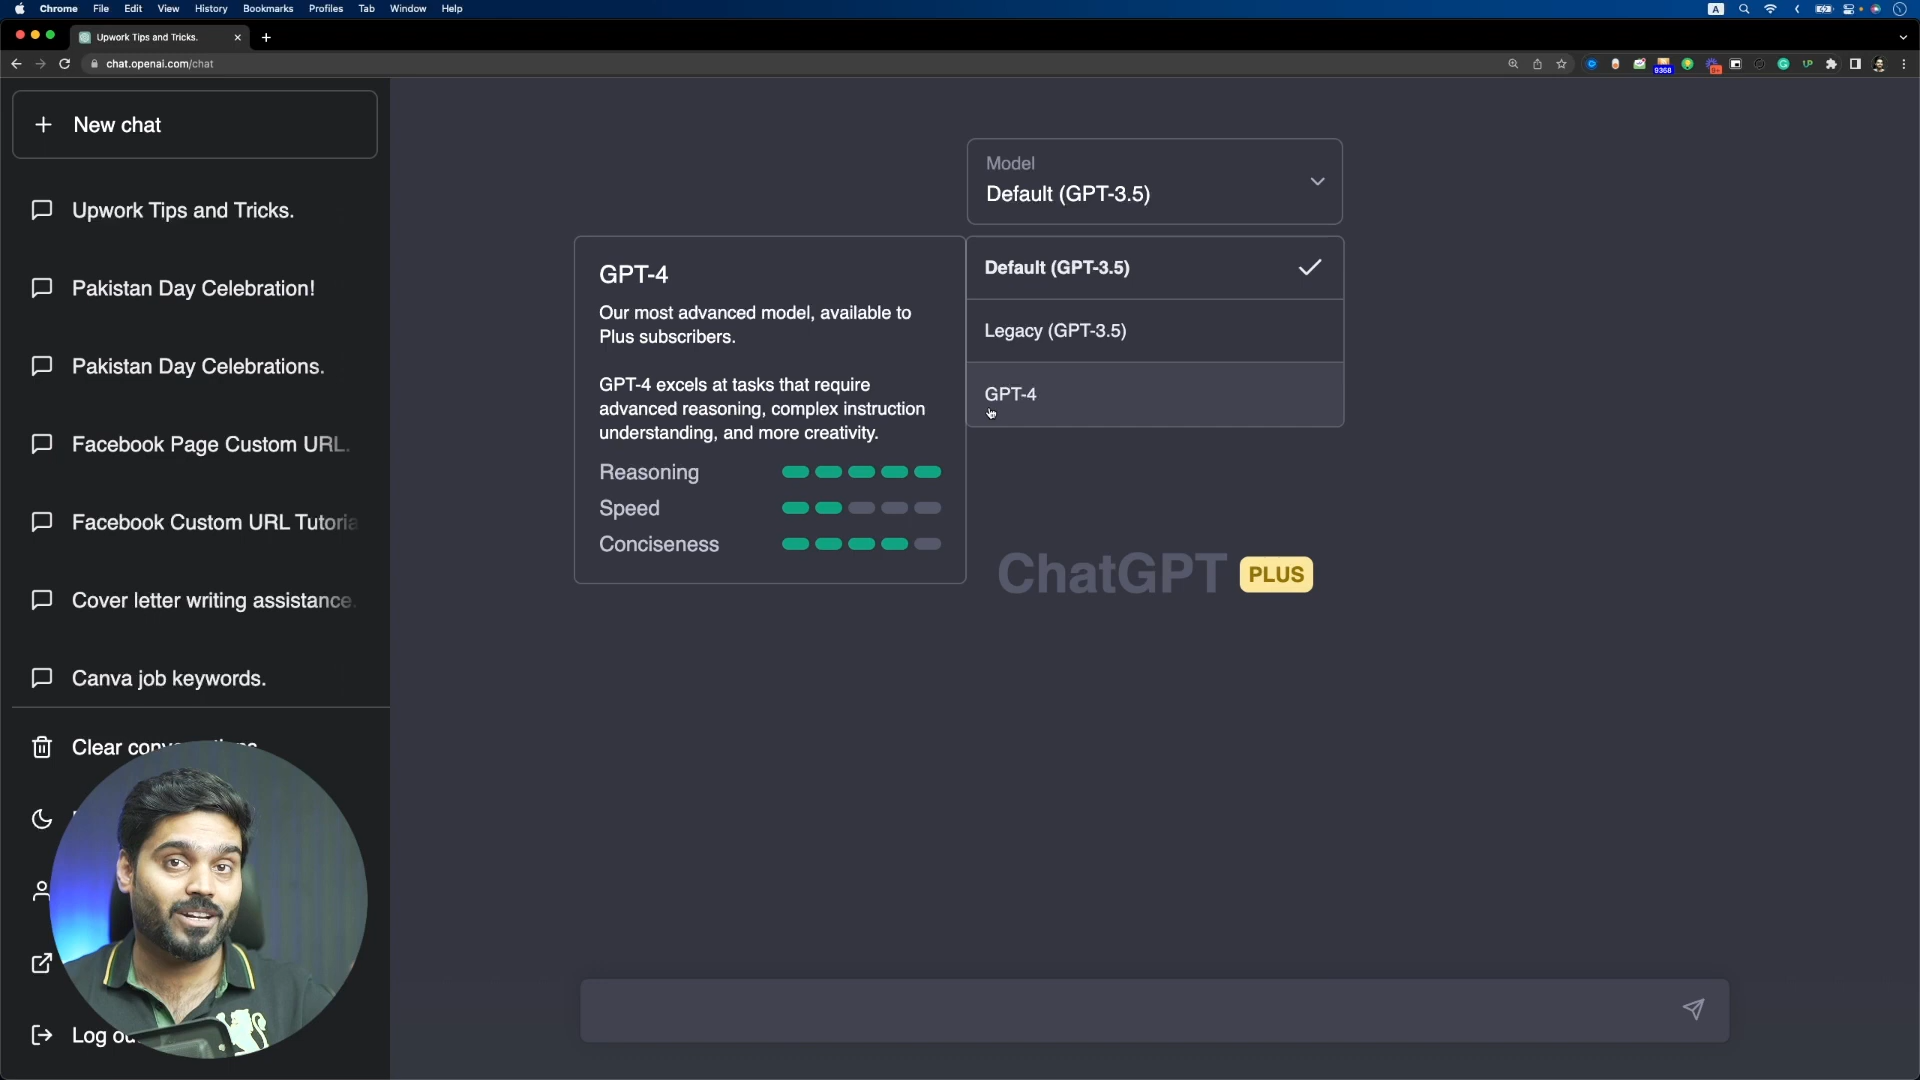 Chrome File Edit View History Bookmarks Profiles Tab Window Help
A
Upwork Tips and Tricks.
chat.openai.com/chat
9368
9+
UP
New chat
Upwork Tips and Tricks.
Pakistan Day Celebration!
Pakistan Day Celebrations.
Facebook Page Custom URL.
Facebook Custom URL Tutoria
Cover letter writing assistance.
Canva job keywords.
Clear
Log
Model
Default (GPT-3.5)
Default (GPT-3.5)
Legacy (GPT-3.5)
GPT-4
GPT-4
Our most advanced model, available to
Plus subscribers.
GPT-4 excels at tasks that require
advanced reasoning, complex instruction
understanding, and more creativity.
Reasoning
Speed
Conciseness
ChatGPT PLUS